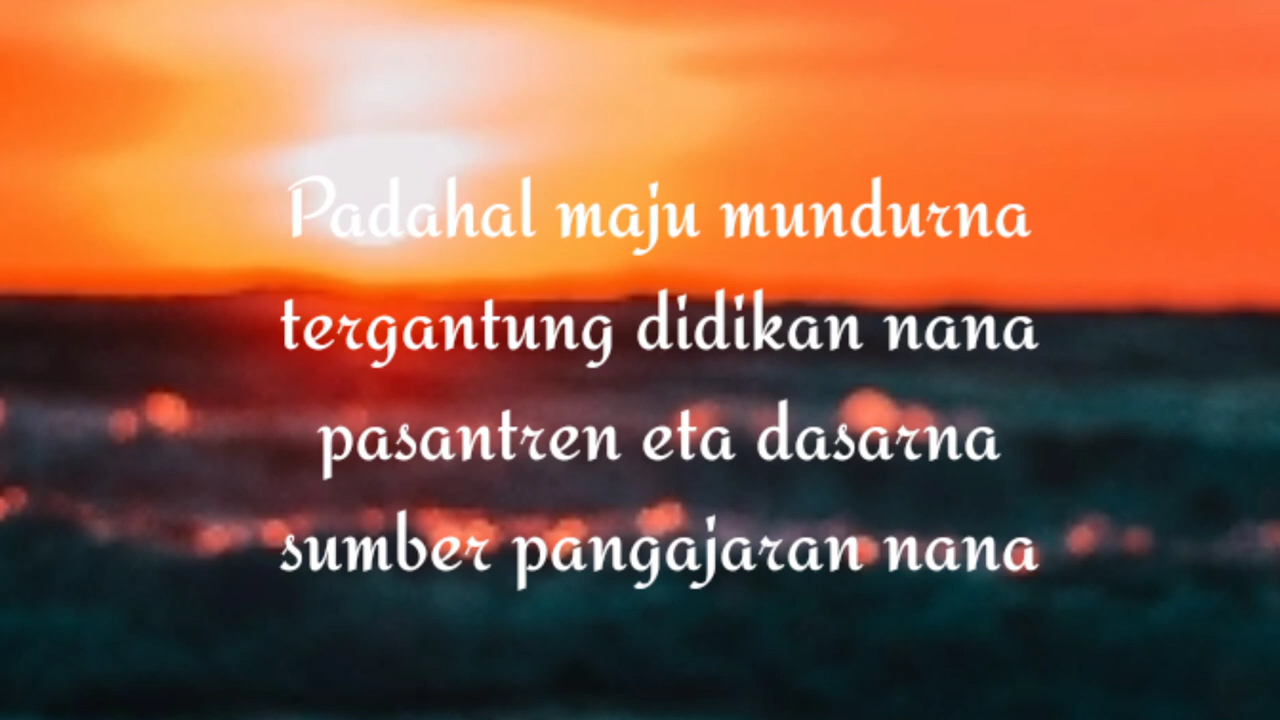 Padahal maju mundurna
tergantung didikan nana
pasantren eta dasarna
sumber pangajaran nana